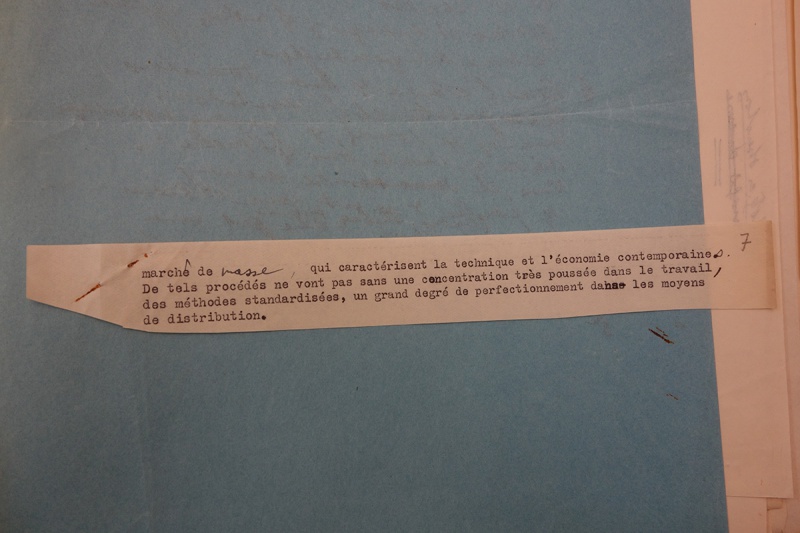 7
marché de masse, qui caractérisent la technique et l'économie contemporaines.
De tels procédés ne vont pas sans une concentration très poussée dans le travail,
des méthodes standardisées, un grand degré de perfectionnement dans les moyens
de distribution.